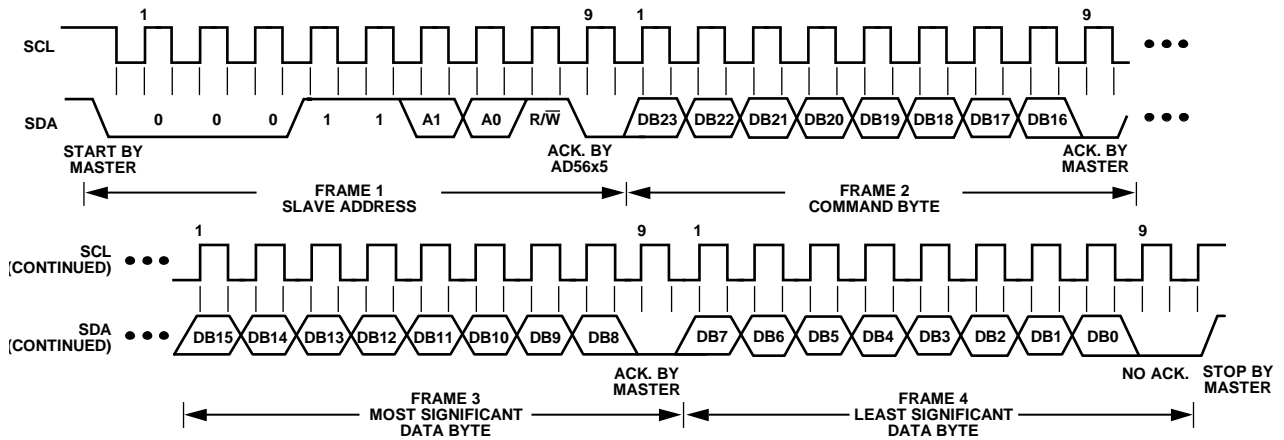 1 9 1 9
SCL
SDA
0 0 0 1 1 A1 A0 R/W̅ DB23 DB22 DB21 DB20 DB19 DB18 DB17 DB16
START BY
MASTER
ACK. BY
AD56x5
ACK. BY
MASTER
FRAME 1
SLAVE ADDRESS
FRAME 2
COMMAND BYTE
1 9 1 9
SCL
(CONTINUED)
SDA
(CONTINUED)
DB15 DB14 DB13 DB12 DB11 DB10 DB9 DB8 DB7 DB6 DB5 DB4 DB3 DB2 DB1 DB0
ACK. BY
MASTER
NO ACK.
STOP BY
MASTER
FRAME 3
MOST SIGNIFICANT
DATA BYTE
FRAME 4
LEAST SIGNIFICANT
DATA BYTE